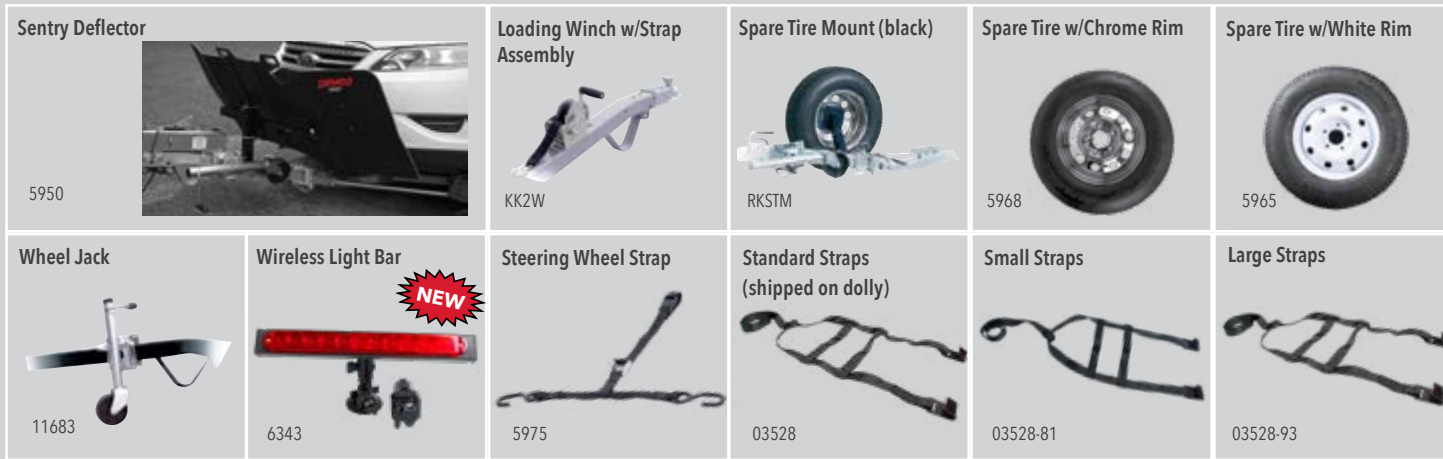 Sentry Deflector
DEMCO
5950
Loading Winch w/Strap
Assembly
KK2W
Spare Tire Mount (black)
RKSTM
Spare Tire w/Chrome Rim
5968
Spare Tire w/White Rim
5965
Wheel Jack
11683
Wireless Light Bar
NEW
6343
Steering Wheel Strap
5975
Standard Straps
(shipped on dolly)
03528
Small Straps
03528-81
Large Straps
03528-93